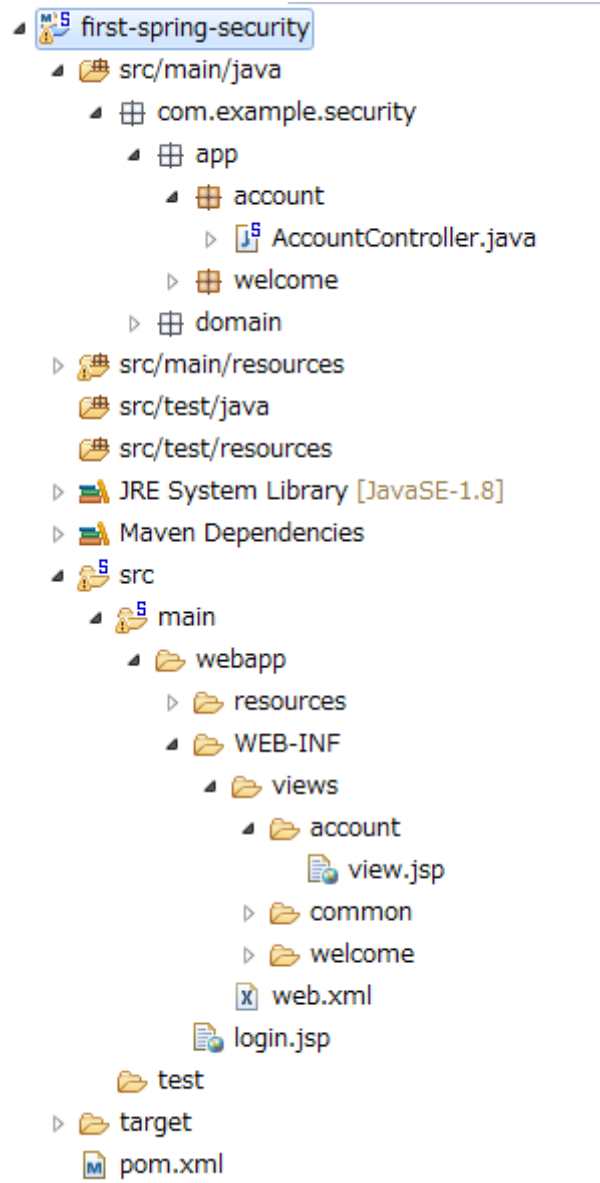 first-spring-security
src/main/java
com.example.security
app
account
AccountController.java
welcome
domain
src/main/resources
src/test/java
src/test/resources
JRE System Library [JavaSE-1.8]
Maven Dependencies
src
main
webapp
resources
WEB-INF
views
account
view.jsp
common
welcome
web.xml
login.jsp
test
target
pom.xml